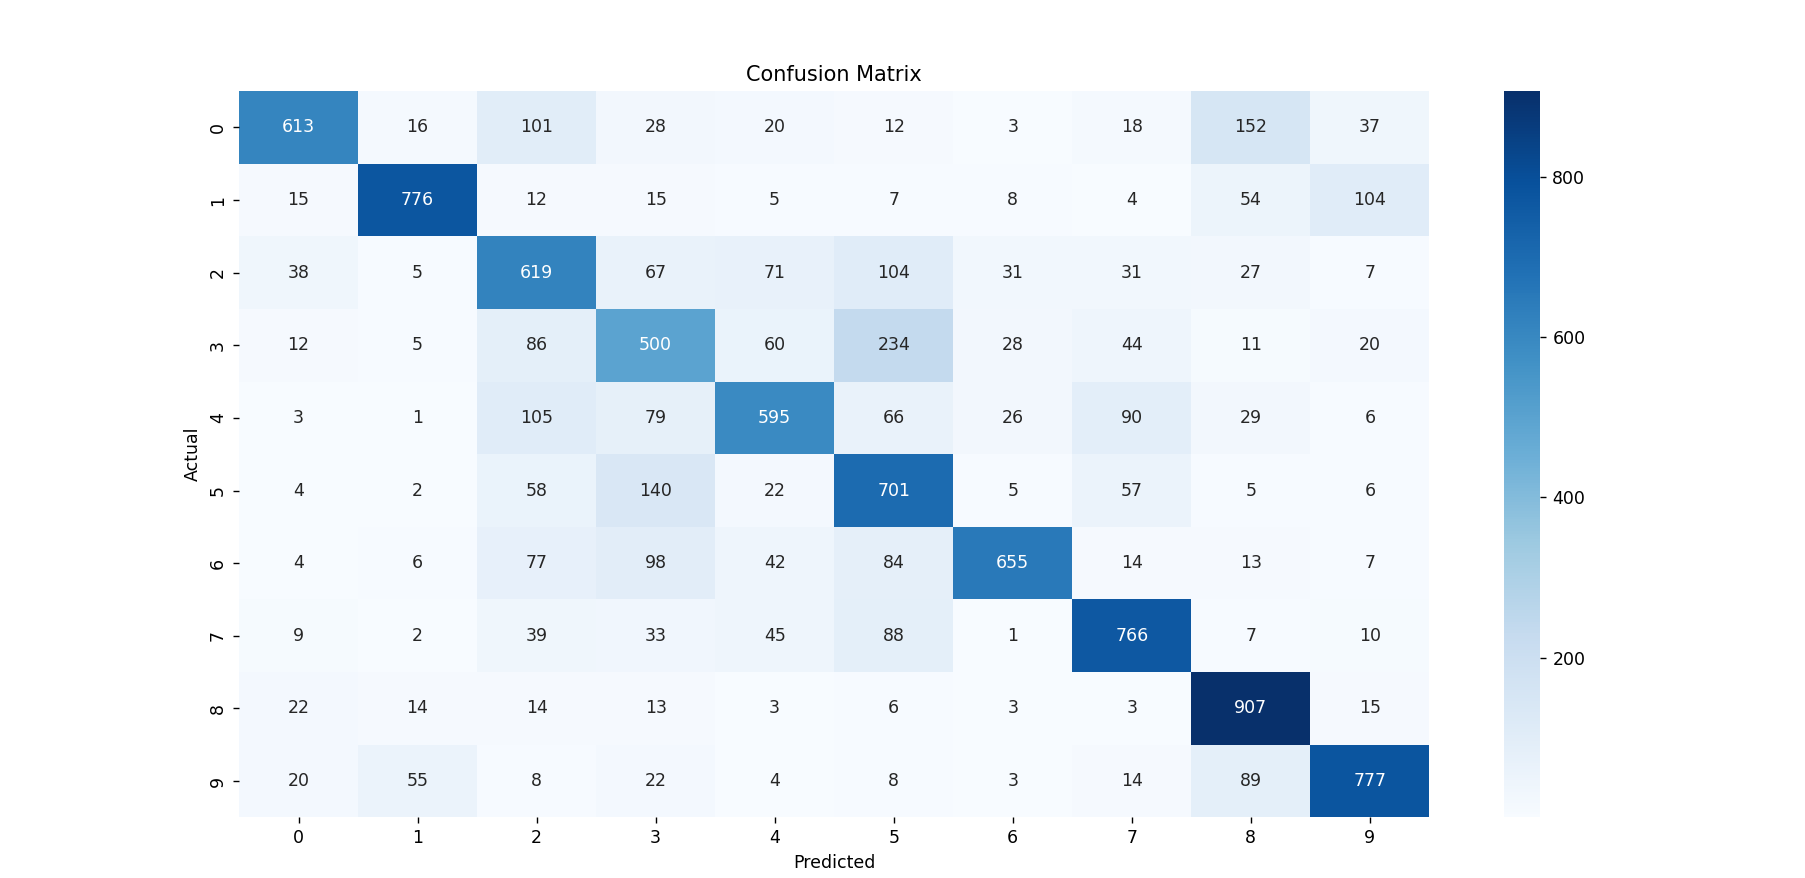 Confusion Matrix
0 613 16 101 28 20 12 3 18 152 37
1 15 776 12 15 5 7 8 4 54 104
800
2 38 5 619 67 71 104 31 31 27 7
3 12 5 86 500 60 234 28 44 11 20
600
4 3 1 105 79 595 66 26 90 29 6
Actual
5 4 2 58 140 22 701 5 57 5 6
400
6 4 6 77 98 42 84 655 14 13 7
7 9 2 39 33 45 88 1 766 7 10
200
8 22 14 14 13 3 6 3 3 907 15
9 20 55 8 22 4 8 3 14 89 777
0 1 2 3 4 5 6 7 8 9
Predicted